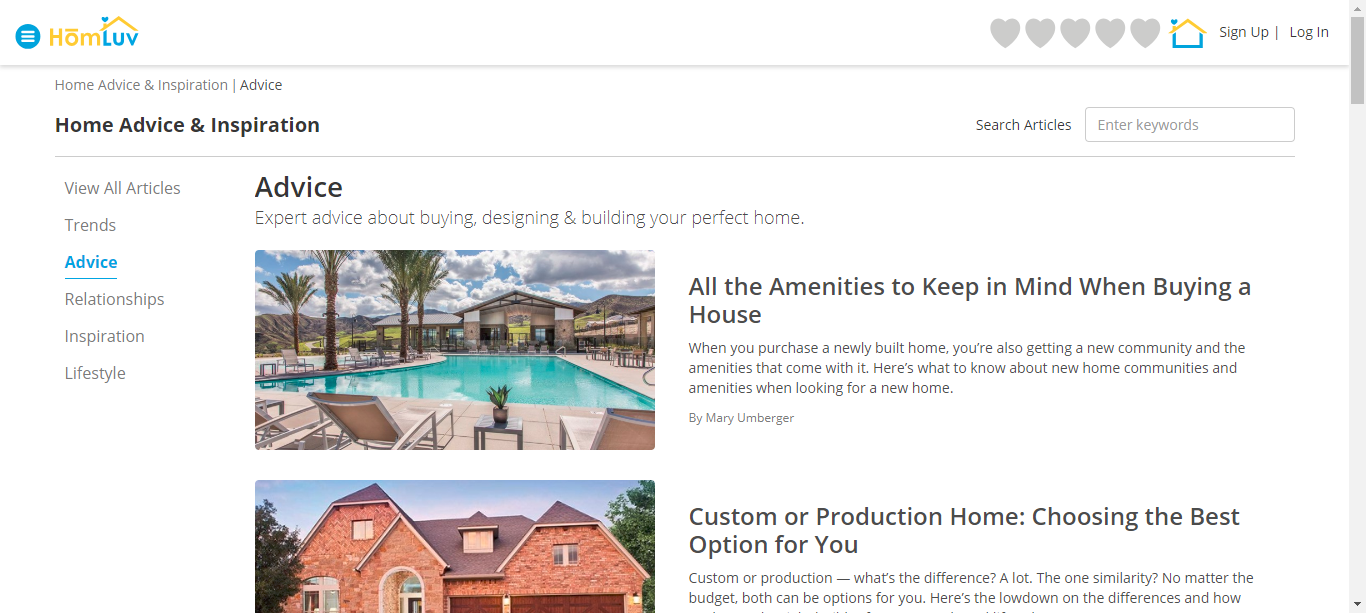 HōmLuv
Sign Up | Log In
Home Advice & Inspiration | Advice
Home Advice & Inspiration
Search Articles
Enter keywords
View All Articles
Trends
Advice
Relationships
Inspiration
Lifestyle
Advice
Expert advice about buying, designing & building your perfect home.
All the Amenities to Keep in Mind When Buying a
House
When you purchase a newly built home, you’re also getting a new community and the
amenities that come with it. Here’s what to know about new home communities and
amenities when looking for a new home.
By Mary Umberger
Custom or Production Home: Choosing the Best
Option for You
Custom or production — what’s the difference? A lot. The one similarity? No matter the
budget, both can be options for you. Here’s the lowdown on the differences and how